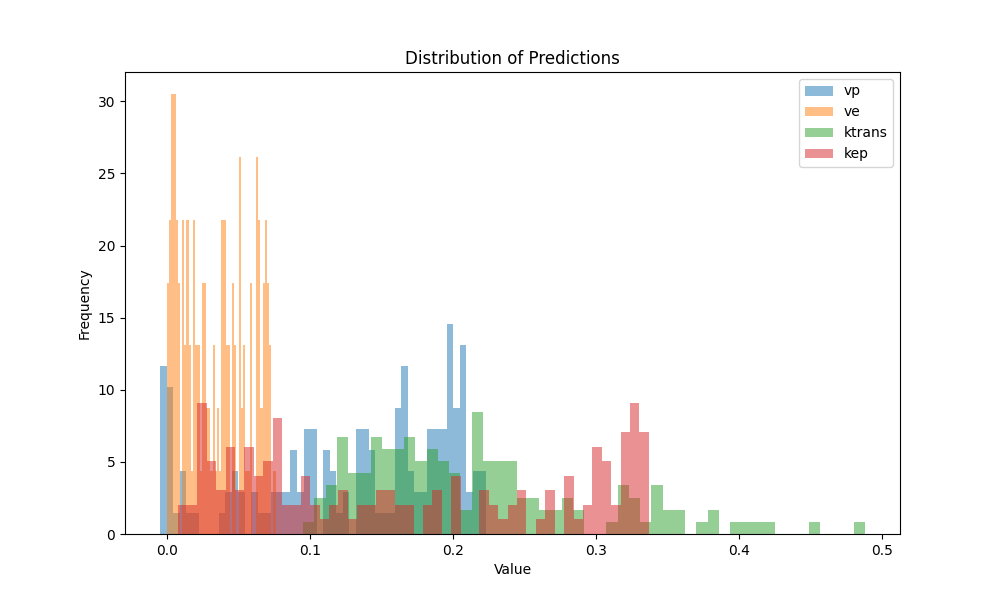 Distribution of Predictions
vp
ve
ktrans
kep
Frequency
30
25
20
15
10
5
0
0.0 0.1 0.2 0.3 0.4 0.5
Value